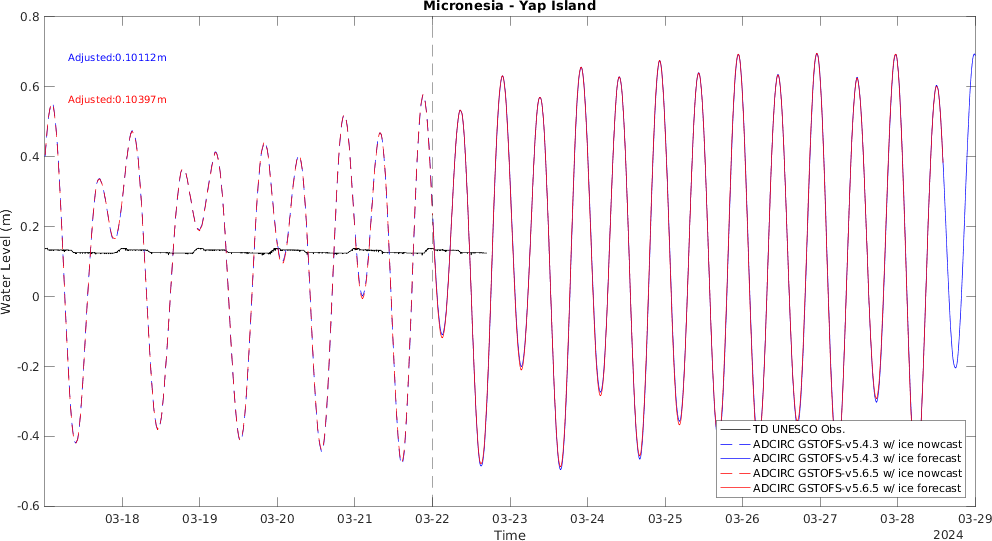 Micronesia - Yap Island
Adjusted:0.10112m
Adjusted:0.10397m
Water Level (m)
0.8
0.6
0.4
0.2
0
-0.2
-0.4
-0.6
TD UNESCO Obs.
ADCIRC GSTOFS-v5.4.3 w/ ice nowcast
ADCIRC GSTOFS-v5.4.3 w/ ice forecast
ADCIRC GSTOFS-v5.6.5 w/ ice nowcast
ADCIRC GSTOFS-v5.6.5 w/ ice forecast
03-18 03-19 03-20 03-21 03-22 03-23 03-24 03-25 03-26 03-27 03-28 03-29
Time
2024